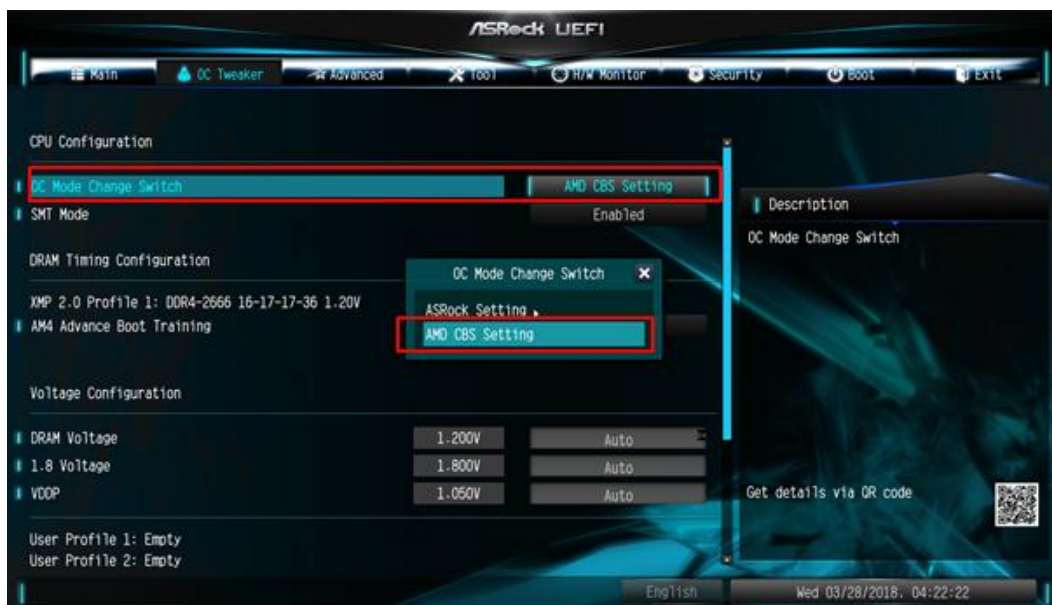 ASRock UEFI
Main OC Tweaker Advanced Tool H/W Monitor Security Boot Exit
CPU Configuration
OC Mode Change Switch AMD CBS Setting
SMT Mode Enabled
DRAM Timing Configuration
XMP 2.0 Profile 1: DDR4-2666 16-17-17-36 1.20V
AM4 Advance Boot Training
OC Mode Change Switch
ASRock Setting
AMD CBS Setting
Voltage Configuration
DRAM Voltage 1.200V Auto
1.8 Voltage 1.800V Auto
VDDP 1.050V Auto
User Profile 1: Empty
User Profile 2: Empty
Description
OC Mode Change Switch
Get details via QR code
English Wed 03/28/2018. 04:22:22